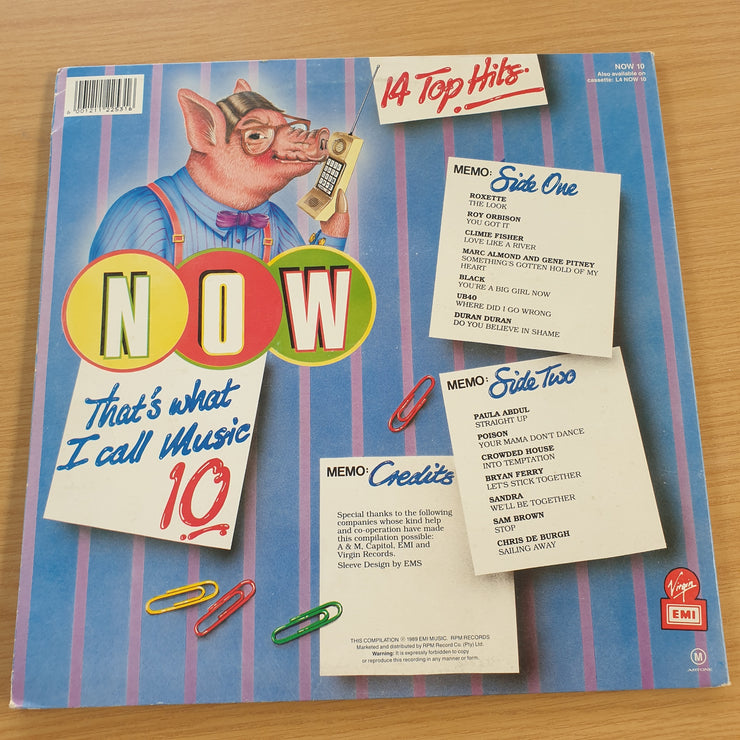 6 001211 225316
14 Top Hits.
NOW 10
Also available on
cassette: L4 NOW 10
NOW
That's what
I call Music
10
MEMO: Side One
ROXETTE
THE LOOK
ROY ORBISON
YOU GOT IT
CLIMIE FISHER
LOVE LIKE A RIVER
MARC ALMOND AND GENE PITNEY
SOMETHING'S GOTTEN HOLD OF MY
HEART
BLACK
YOU'RE A BIG GIRL NOW
UB40
WHERE DID I GO WRONG
DURAN DURAN
DO YOU BELIEVE IN SHAME
MEMO: Side Two
PAULA ABDUL
STRAIGHT UP
POISON
YOUR MAMA DON'T DANCE
CROWDED HOUSE
INTO TEMPTATION
BRYAN FERRY
LET'S STICK TOGETHER
SANDRA
WE'LL BE TOGETHER
SAM BROWN
STOP
CHRIS DE BURGH
SAILING AWAY
MEMO: Credits
Special thanks to the following
companies whose kind help
and co-operation have made
this compilation possible:
A & M, Capitol, EMI and
Virgin Records.
Sleeve Design by EMS
THIS COMPILATION ℗ 1989 EMI MUSIC. RPM RECORDS
Marketed and distributed by RPM Record Co. (Pty) Ltd.
Warning: It is expressly forbidden to copy
or reproduce this recording in any manner or form.
Virgin
EMI
M